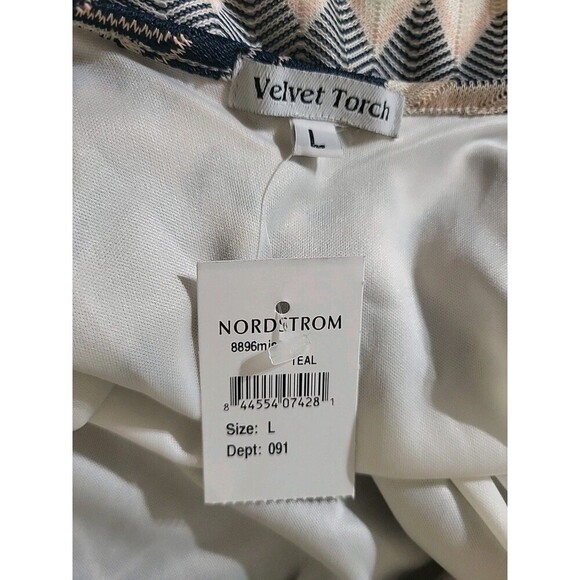 Velvet Torch
L
NORDSTROM
TEAL
8 44554 07428 1
Size: L
Dept: 091